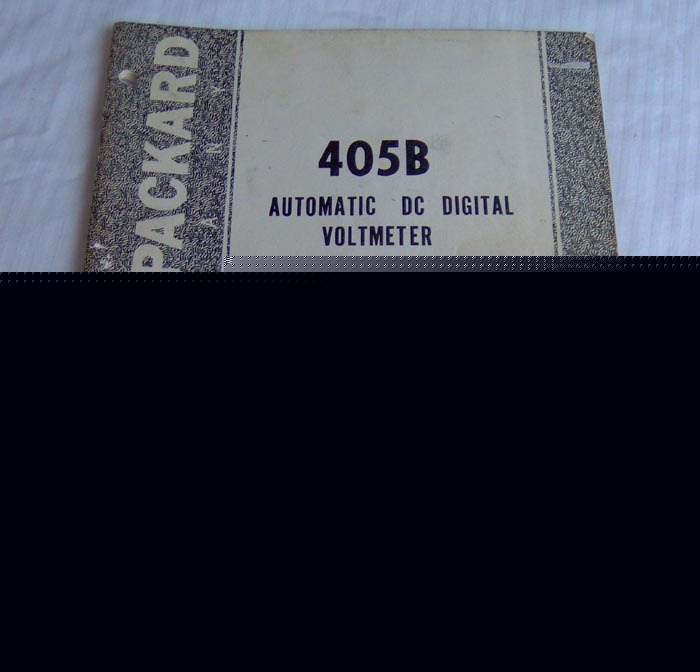 PACKARD
A N Y
405B
AUTOMATIC DC DIGITAL
VOLTMETER